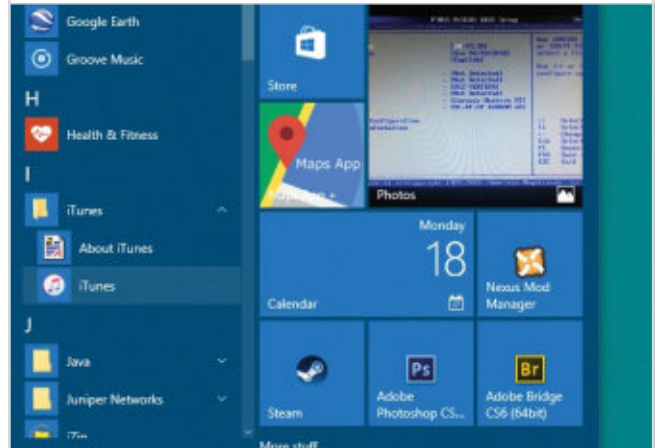 Google Earth
Groove Music
H
Health & Fitness
I
iTunes
About iTunes
iTunes
J
Java
Juniper Networks
jZip
Store
Maps App
Photos
Monday
18
Calendar
Nexus Mod
Manager
Steam
Ps
Adobe
Photoshop CS...
Br
Adobe Bridge
CS6 (64bit)
More stuff